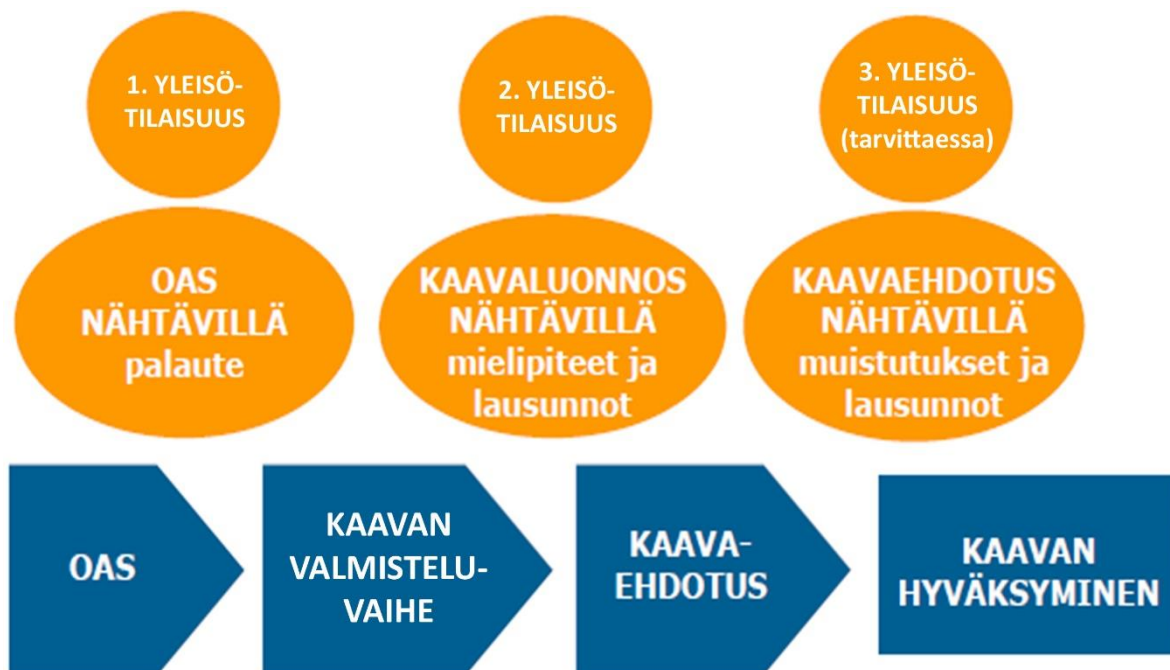 1. YLEISÖ-
TILAISUUS
2. YLEISÖ-
TILAISUUS
3. YLEISÖ-
TILAISUUS
(tarvittaessa)
OAS
NÄHTÄVILLÄ
palaute
KAAVALUONNOS
NÄHTÄVILLÄ
mielipiteet ja
lausunnot
KAAVAEHDOTUS
NÄHTÄVILLÄ
muistutukset ja
lausunnot
OAS
KAAVAN
VALMISTELU-
VAIHE
KAAVA-
EHDOTUS
KAAVAN
HYVÄKSYMINEN